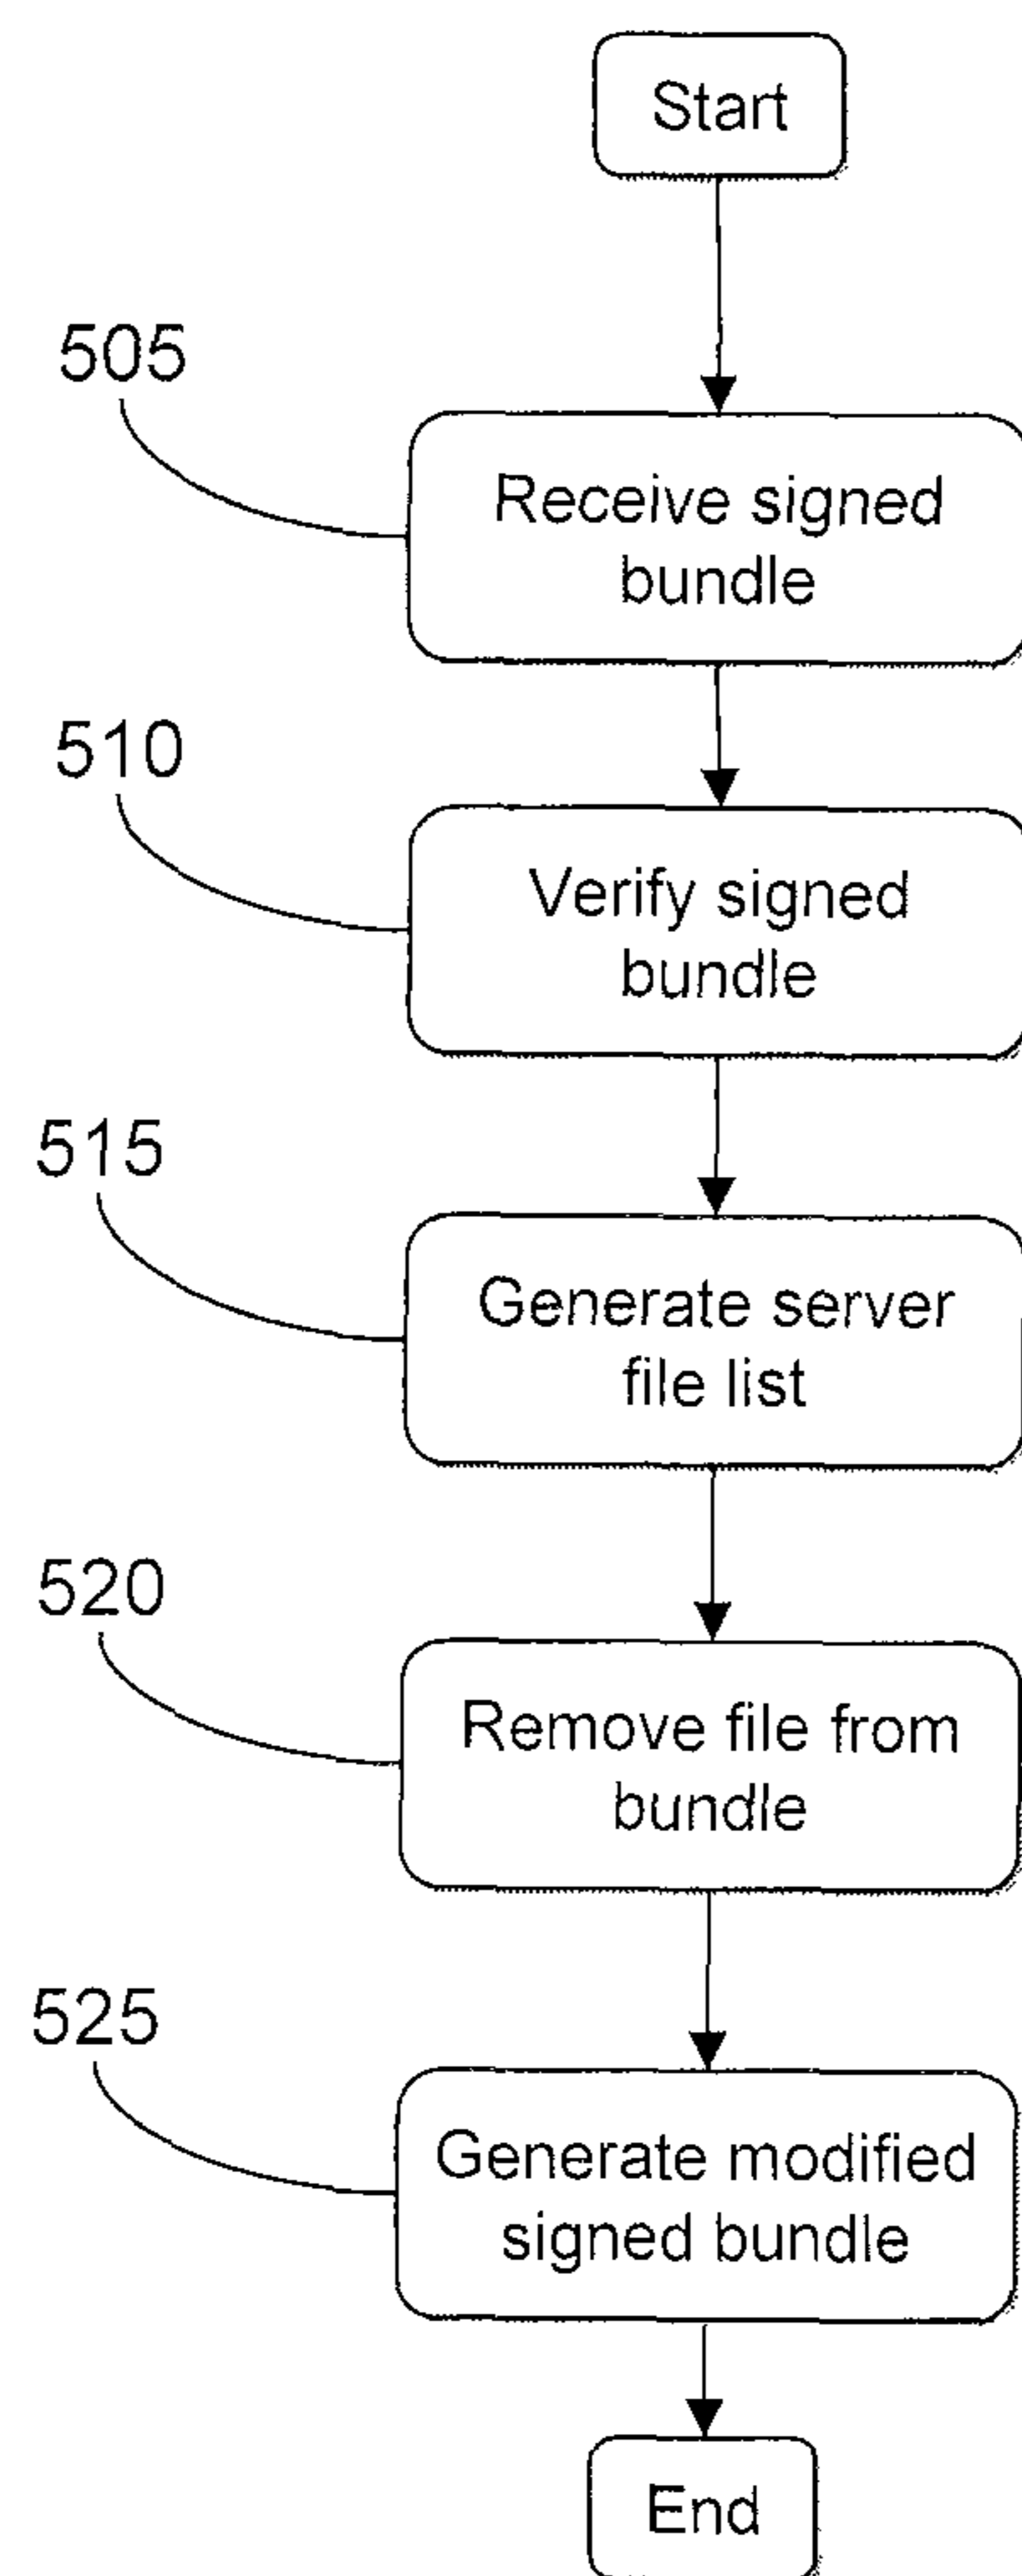 Start
505
Receive signed
bundle
510
Verify signed
bundle
515
Generate server
file list
520
Remove file from
bundle
525
Generate modified
signed bundle
End